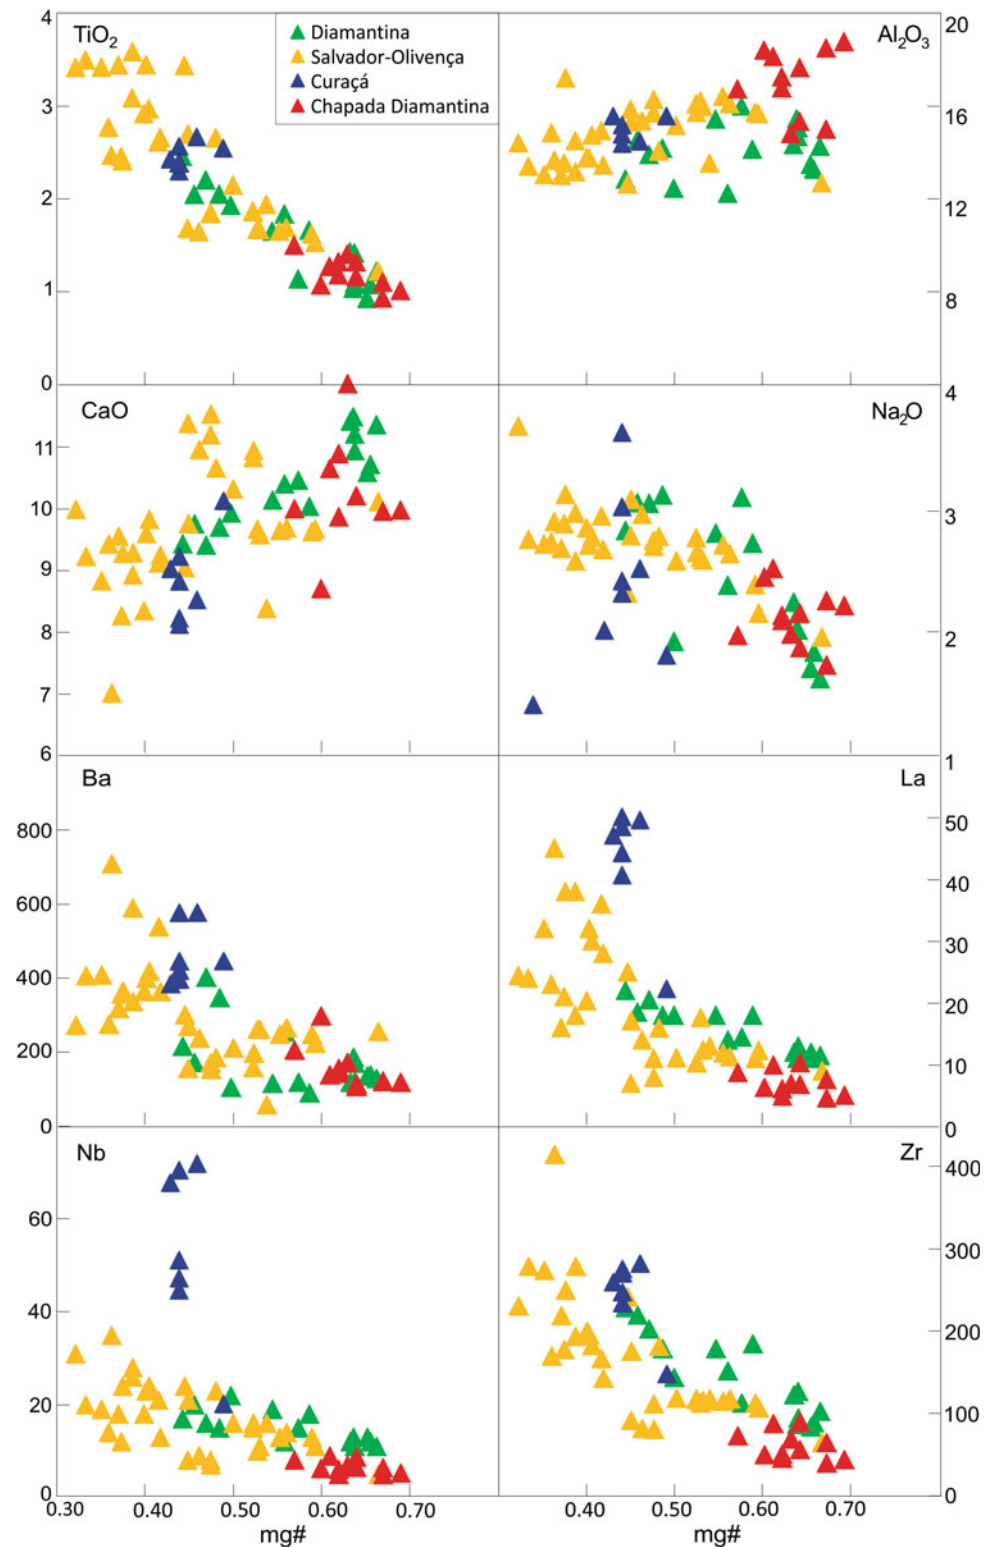 TiO2
4
3
2
1
0
Diamantina
Salvador-Olivença
Curaçá
Chapada Diamantina
Al2O3
20
16
12
8
CaO
11
10
9
8
7
6
Na2O
4
3
2
1
Ba
800
600
400
200
0
La
50
40
30
20
10
0
Nb
60
40
20
0
Zr
400
300
200
100
0
0.30 0.40 0.50 0.60 0.70
mg#
0.40 0.50 0.60 0.70
mg#